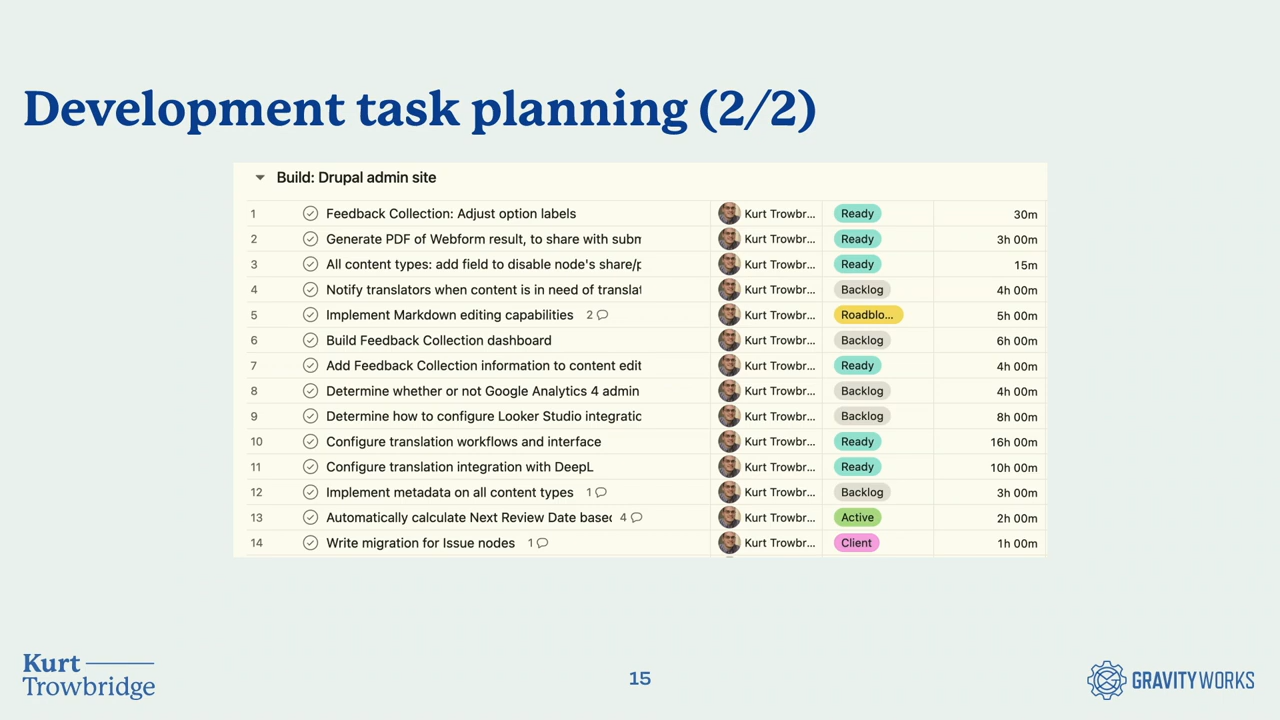 Development task planning (2/2)
Build: Drupal admin site
1 Feedback Collection: Adjust option labels Kurt Trowbr... Ready 30m
2 Generate PDF of Webform result, to share with subm Kurt Trowbr... Ready 3h 00m
3 All content types: add field to disable node's share/p Kurt Trowbr... Ready 15m
4 Notify translators when content is in need of translat Kurt Trowbr... Backlog 4h 00m
5 Implement Markdown editing capabilities 2 Kurt Trowbr... Roadblo... 5h 00m
6 Build Feedback Collection dashboard Kurt Trowbr... Backlog 6h 00m
7 Add Feedback Collection information to content edit Kurt Trowbr... Ready 4h 00m
8 Determine whether or not Google Analytics 4 admin Kurt Trowbr... Backlog 4h 00m
9 Determine how to configure Looker Studio integratic Kurt Trowbr... Backlog 8h 00m
10 Configure translation workflows and interface Kurt Trowbr... Ready 16h 00m
11 Configure translation integration with DeepL Kurt Trowbr... Ready 10h 00m
12 Implement metadata on all content types 1 Kurt Trowbr... Backlog 3h 00m
13 Automatically calculate Next Review Date based 4 Kurt Trowbr... Active 2h 00m
14 Write migration for Issue nodes 1 Kurt Trowbr... Client 1h 00m
Kurt
Trowbridge
15
GRAVITYWORKS